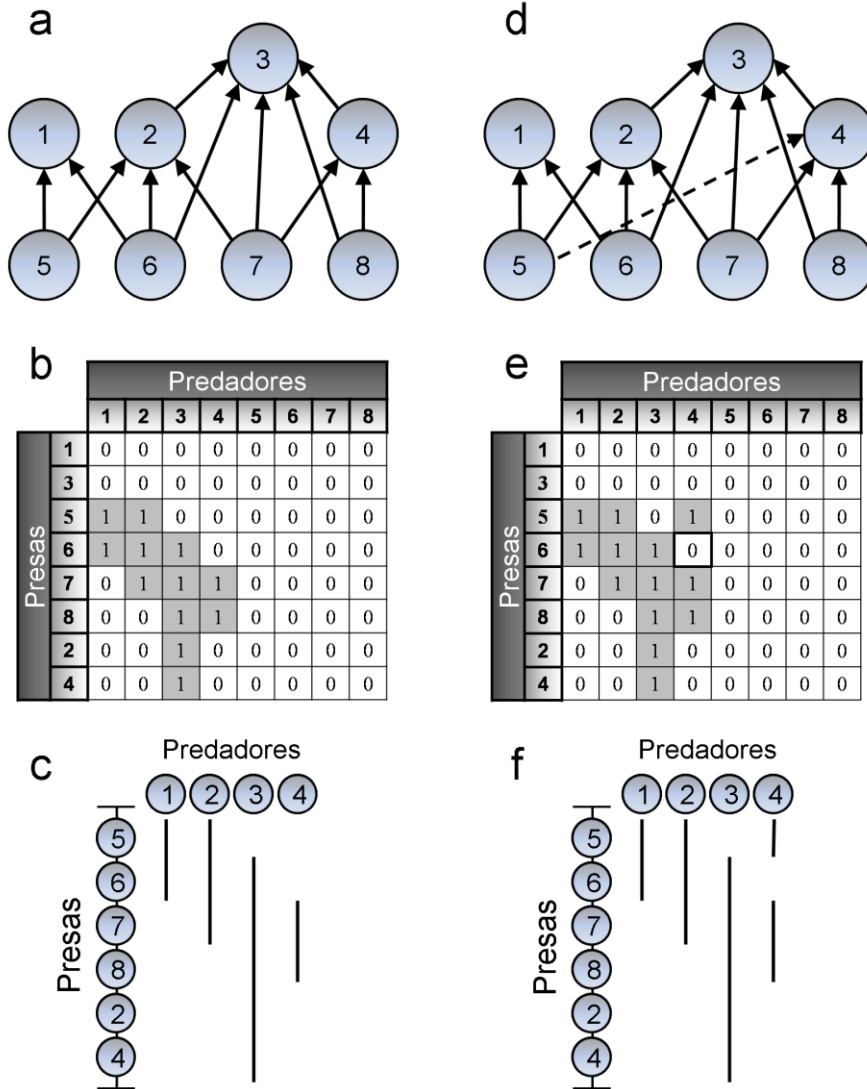 a
3
1 2 4
5 6 7 8
d
3
1 2 4
5 6 7 8
b
Predadores
1 2 3 4 5 6 7 8
Presas
1 0 0 0 0 0 0 0 0
3 0 0 0 0 0 0 0 0
5 1 1 0 0 0 0 0 0
6 1 1 1 0 0 0 0 0
7 0 1 1 1 0 0 0 0
8 0 0 1 1 0 0 0 0
2 0 0 1 0 0 0 0 0
4 0 0 1 0 0 0 0 0
e
Predadores
1 2 3 4 5 6 7 8
Presas
1 0 0 0 0 0 0 0 0
3 0 0 0 0 0 0 0 0
5 1 1 0 1 0 0 0 0
6 1 1 1 0 0 0 0 0
7 0 1 1 1 0 0 0 0
8 0 0 1 1 0 0 0 0
2 0 0 1 0 0 0 0 0
4 0 0 1 0 0 0 0 0
c
Predadores
1 2 3 4
Presas
5
6
7
8
2
4
f
Predadores
1 2 3 4
Presas
5
6
7
8
2
4